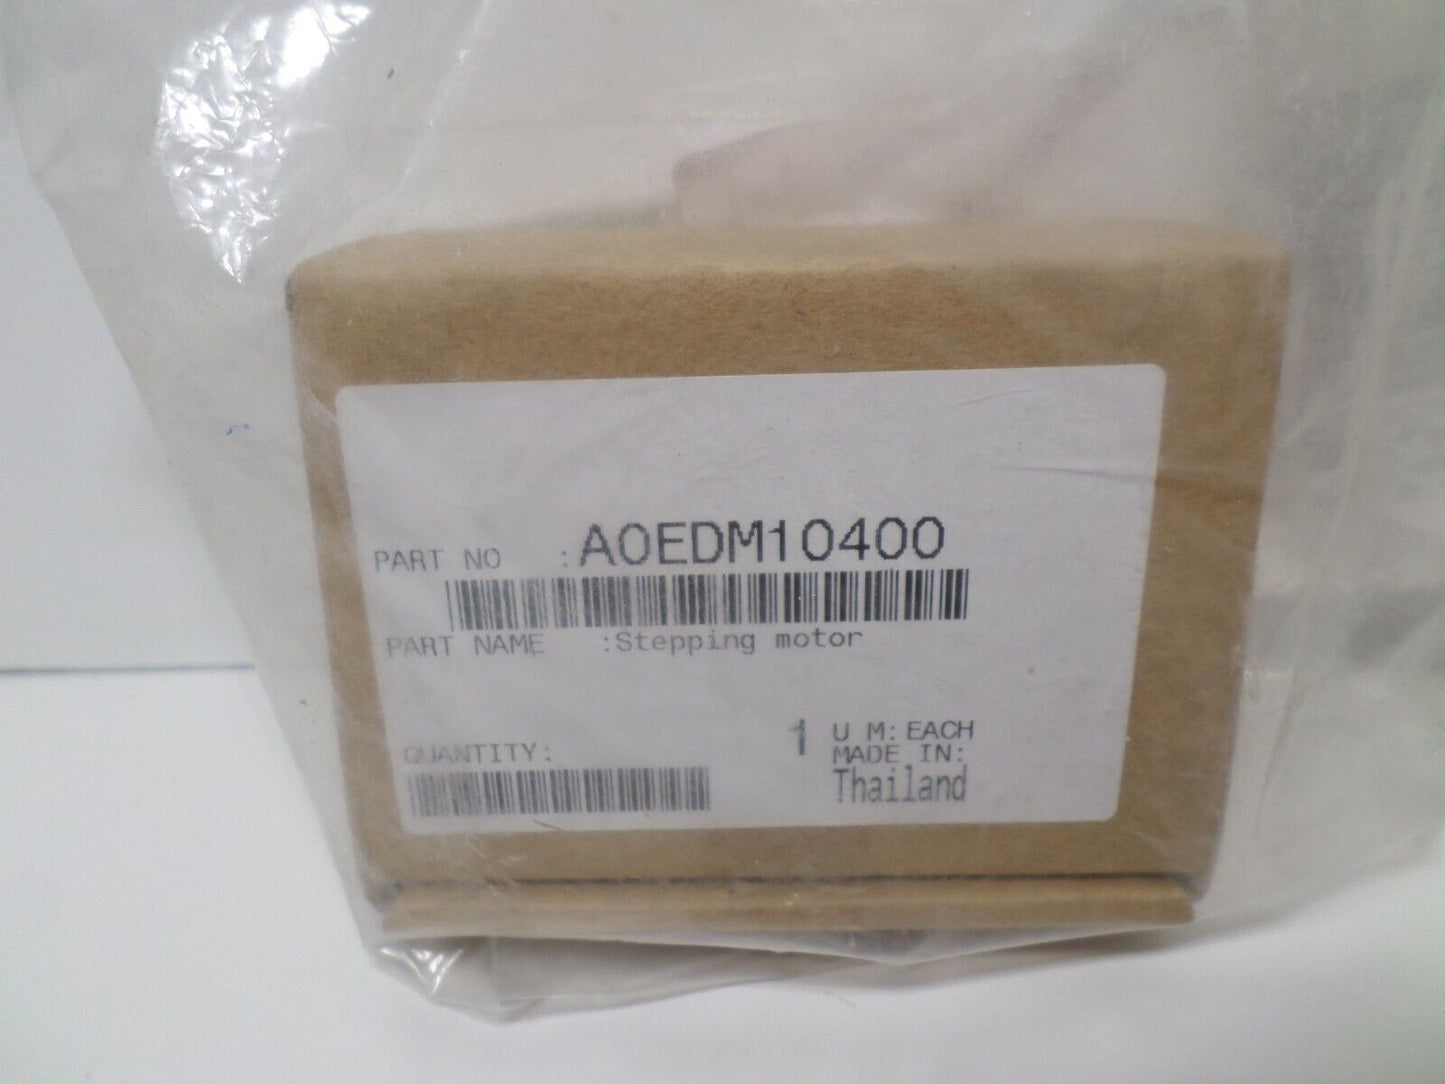 PART NO :A0EDM10400
PART NAME :Stepping motor
QUANTITY: 1 U M: EACH
MADE IN:
Thailand